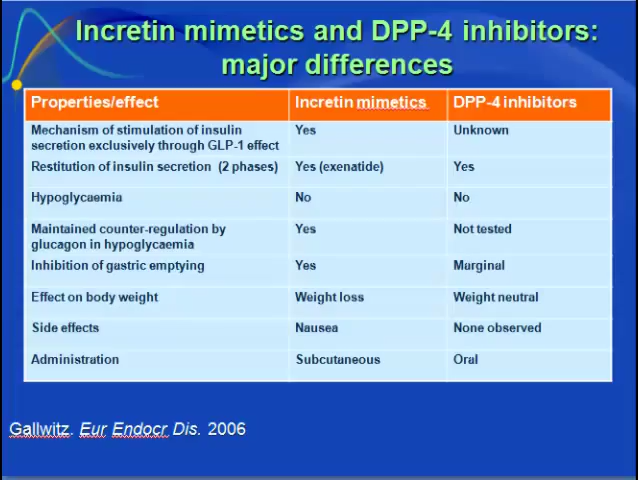 Incretin mimetics and DPP-4 inhibitors:
major differences
Properties/effect Incretin mimetics DPP-4 inhibitors
Mechanism of stimulation of insulin
secretion exclusively through GLP-1 effect Yes Unknown
Restitution of insulin secretion (2 phases) Yes (exenatide) Yes
Hypoglycaemia No No
Maintained counter-regulation by
glucagon in hypoglycaemia Yes Not tested
Inhibition of gastric emptying Yes Marginal
Effect on body weight Weight loss Weight neutral
Side effects Nausea None observed
Administration Subcutaneous Oral
Gallwitz. Eur Endocr Dis. 2006